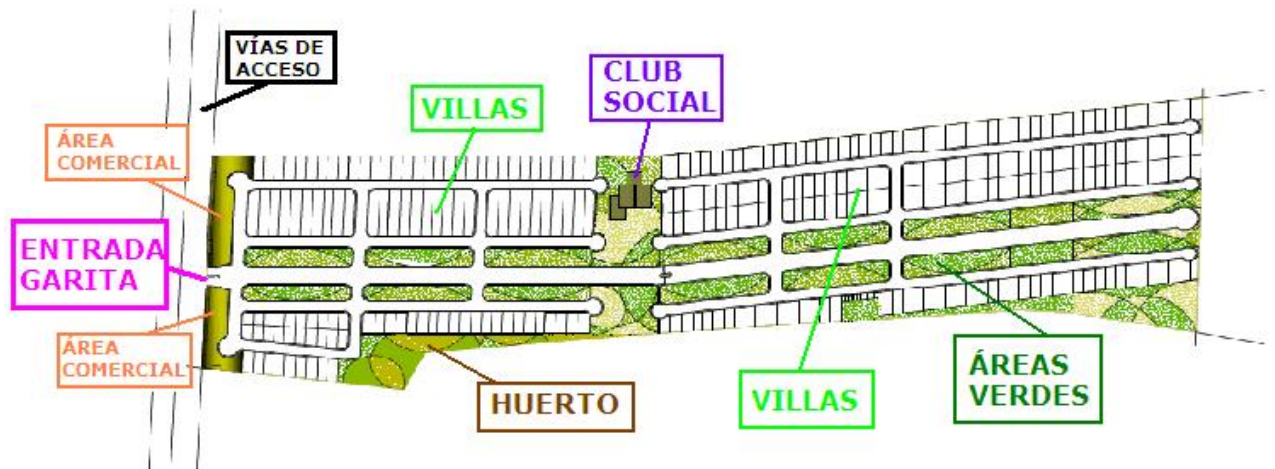 VÍAS DE
ACCESO
CLUB
SOCIAL
VILLAS
ÁREA
COMERCIAL
ENTRADA
GARITA
ÁREA
COMERCIAL
HUERTO
VILLAS
ÁREAS
VERDES